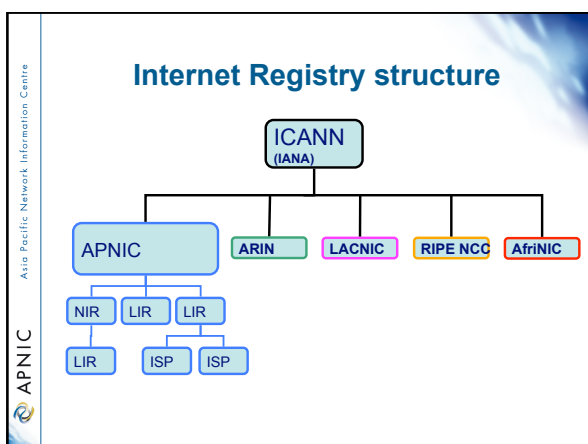 Internet Registry structure
ICANN
(IANA)
APNIC
ARIN
LACNIC
RIPE NCC
AfriNIC
NIR
LIR
LIR
LIR
ISP
ISP
Asia Pacific Network Information Centre
APNIC